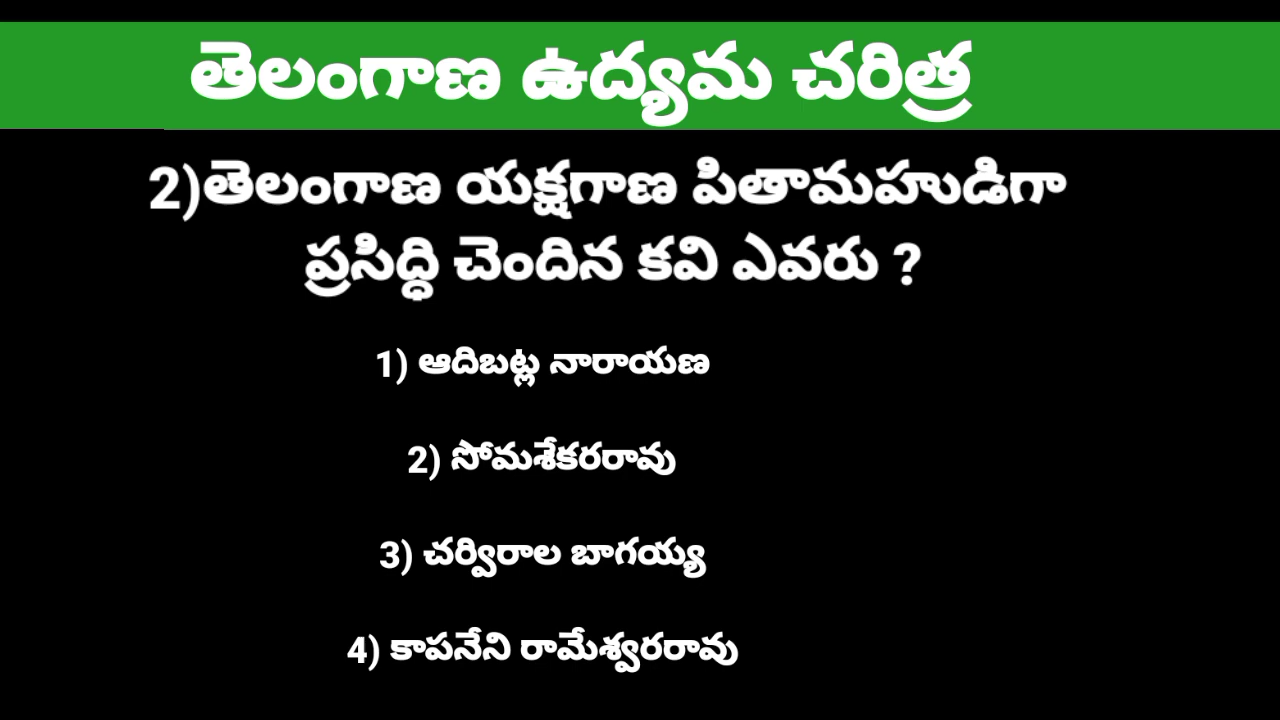 తెలంగాణ ఉద్యమ చరిత్ర
2)తెలంగాణ యక్షగాణ పితామహుడిగా
ప్రసిద్ధి చెందిన కవి ఎవరు ?
1) ఆదిబట్ల నారాయణ
2) సోమశేకరరావు
3) చర్విరాల బాగయ్య
4) కాపనేని రామేశ్వరరావు